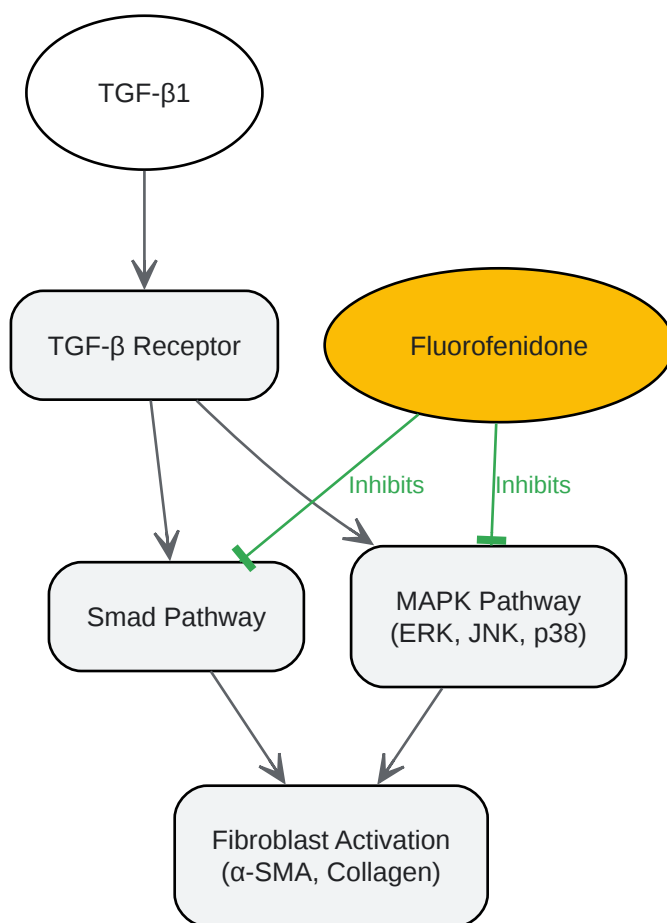 TGF-β1
TGF-β Receptor
Fluorofenidone
Inhibits
Inhibits
Smad Pathway
MAPK Pathway
(ERK, JNK, p38)
Fibroblast Activation
(α-SMA, Collagen)